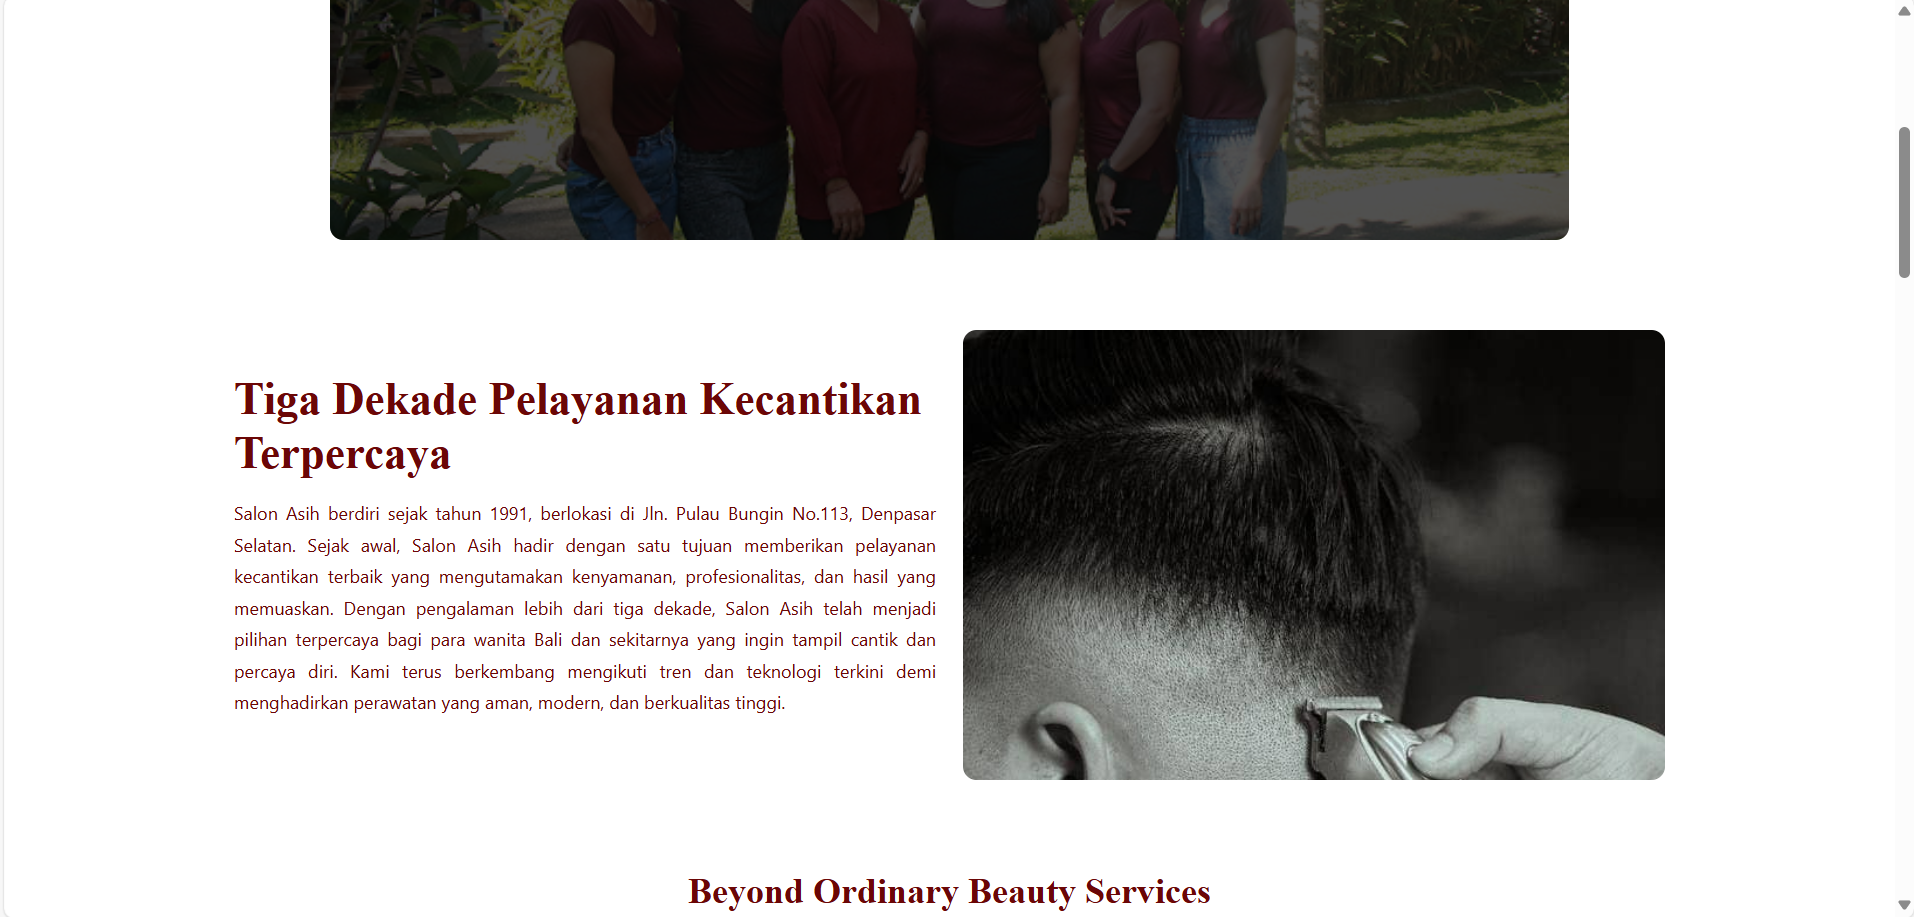 Tiga Dekade Pelayanan Kecantikan
Terpercaya
Salon Asih berdiri sejak tahun 1991, berlokasi di Jln. Pulau Bungin No.113, Denpasar
Selatan. Sejak awal, Salon Asih hadir dengan satu tujuan memberikan pelayanan
kecantikan terbaik yang mengutamakan kenyamanan, profesionalitas, dan hasil yang
memuaskan. Dengan pengalaman lebih dari tiga dekade, Salon Asih telah menjadi
pilihan terpercaya bagi para wanita Bali dan sekitarnya yang ingin tampil cantik dan
percaya diri. Kami terus berkembang mengikuti tren dan teknologi terkini demi
menghadirkan perawatan yang aman, modern, dan berkualitas tinggi.
Beyond Ordinary Beauty Services